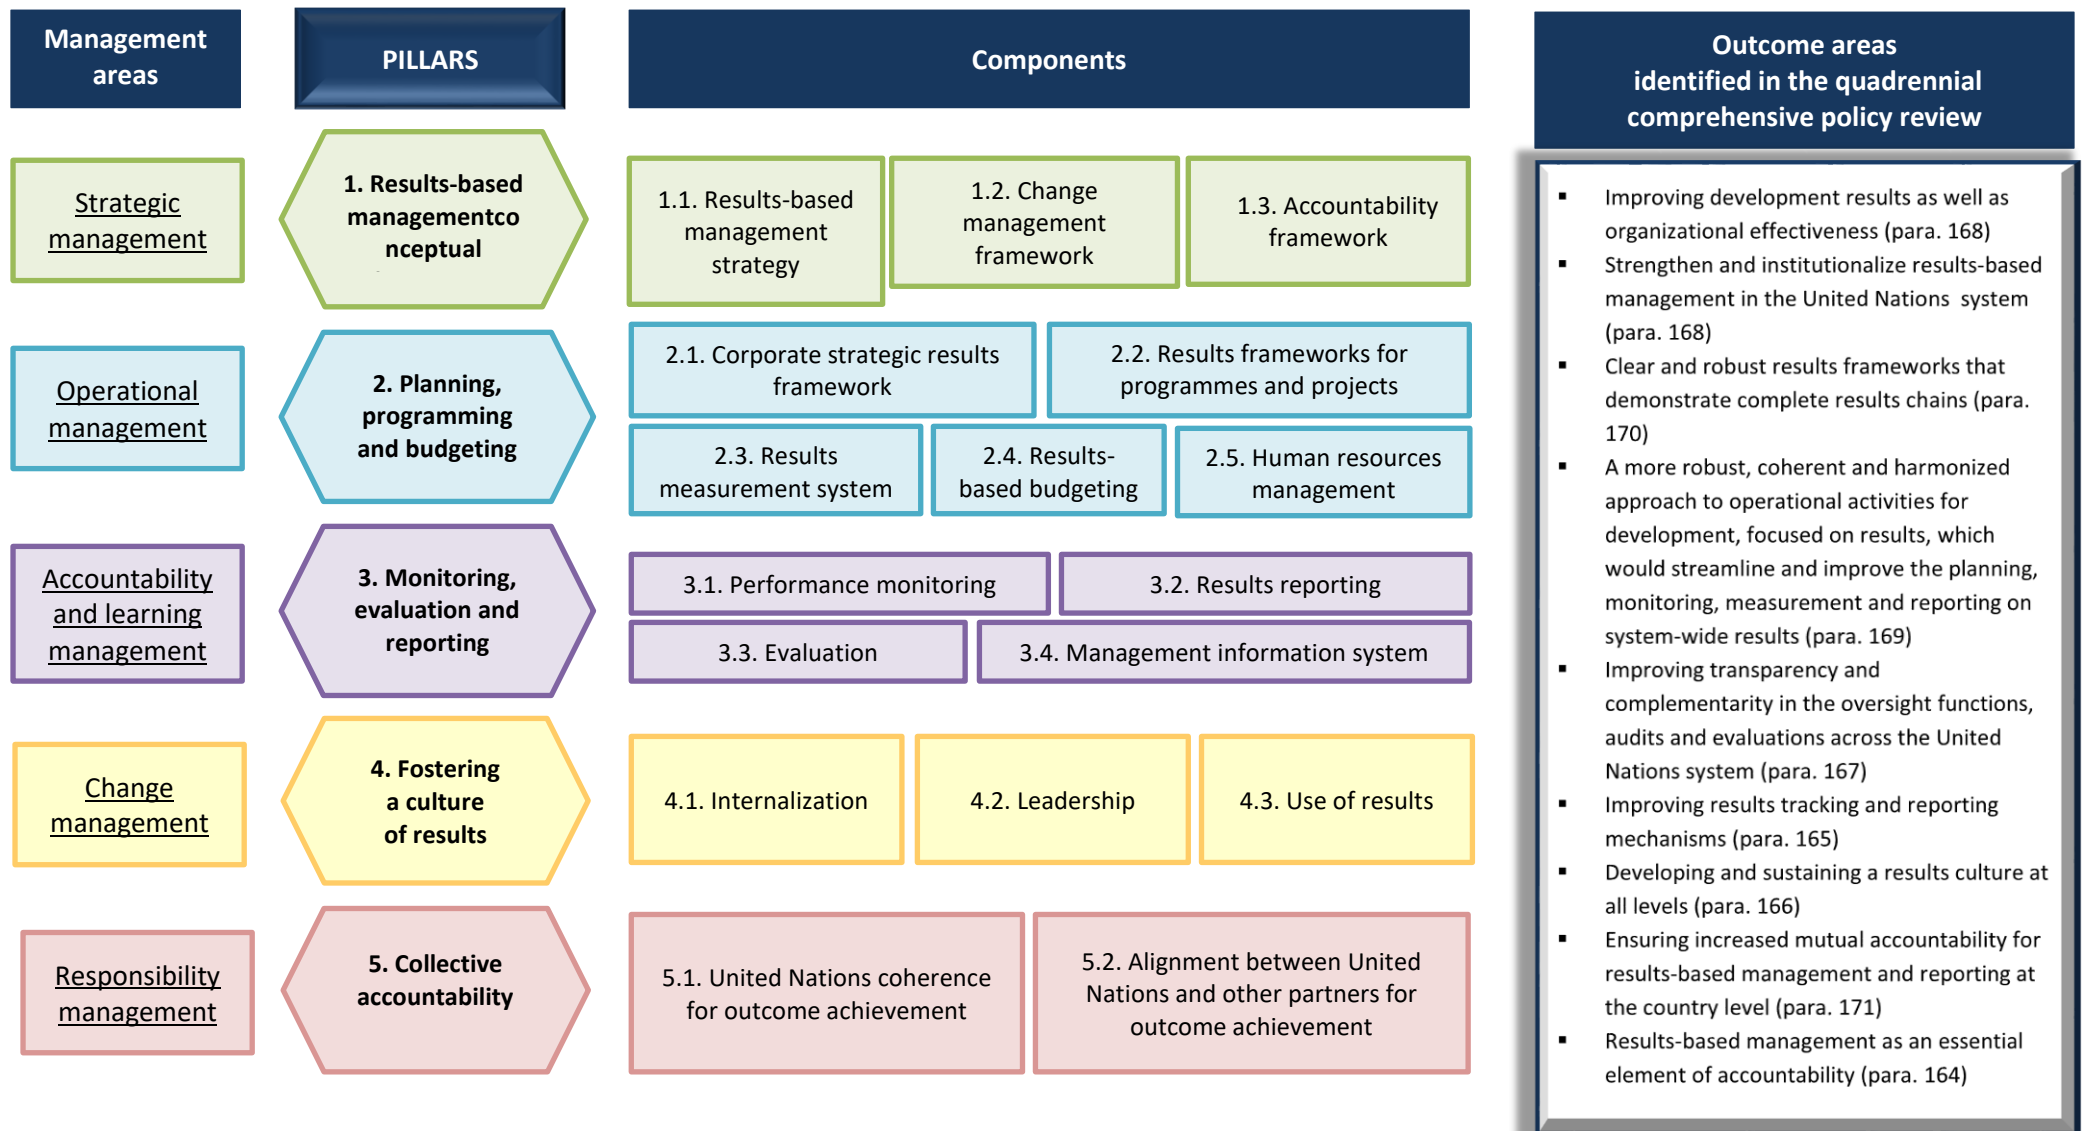 Management
areas
PILLARS
Components
Outcome areas
identified in the quadrennial
comprehensive policy review
Strategic
management
1. Results-based
managementco
nceptual
1.1. Results-based
management
strategy
1.2. Change
management
framework
1.3. Accountability
framework
Operational
management
2. Planning,
programming
and budgeting
2.1. Corporate strategic results
framework
2.2. Results frameworks for
programmes and projects
2.3. Results
measurement system
2.4. Results-
based budgeting
2.5. Human resources
management
Accountability
and learning
management
3. Monitoring,
evaluation and
reporting
3.1. Performance monitoring
3.2. Results reporting
3.3. Evaluation
3.4. Management information system
Change
management
4. Fostering
a culture
of results
4.1. Internalization
4.2. Leadership
4.3. Use of results
Responsibility
management
5. Collective
accountability
5.1. United Nations coherence
for outcome achievement
5.2. Alignment between United
Nations and other partners for
outcome achievement
▪ Improving development results as well as
organizational effectiveness (para. 168)
▪ Strengthen and institutionalize results-based
management in the United Nations system
(para. 168)
▪ Clear and robust results frameworks that
demonstrate complete results chains (para.
170)
▪ A more robust, coherent and harmonized
approach to operational activities for
development, focused on results, which
would streamline and improve the planning,
monitoring, measurement and reporting on
system-wide results (para. 169)
▪ Improving transparency and
complementarity in the oversight functions,
audits and evaluations across the United
Nations system (para. 167)
▪ Improving results tracking and reporting
mechanisms (para. 165)
▪ Developing and sustaining a results culture at
all levels (para. 166)
▪ Ensuring increased mutual accountability for
results-based management and reporting at
the country level (para. 171)
▪ Results-based management as an essential
element of accountability (para. 164)